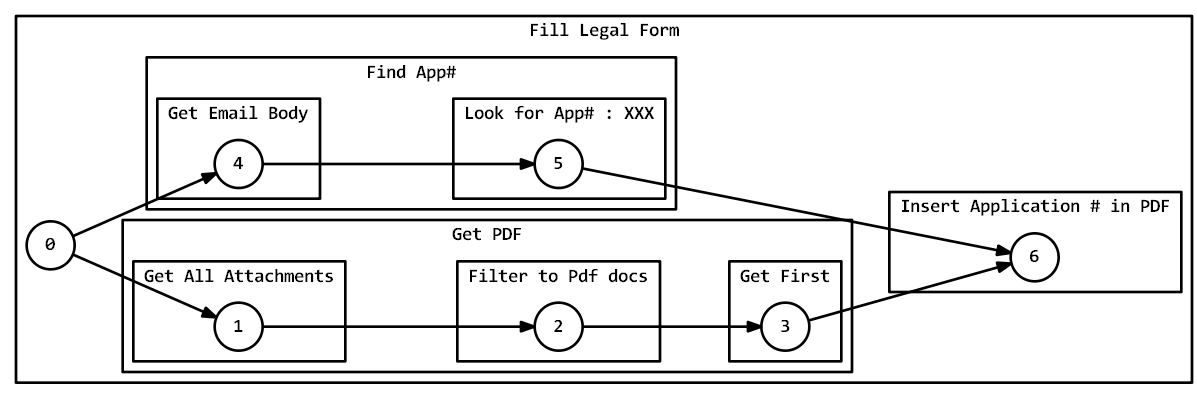 Fill Legal Form
Find App#
Get Email Body
Look for App# : XXX
4
5
Insert Application # in PDF
0
6
Get PDF
Get All Attachments
Filter to Pdf docs
Get First
1
2
3